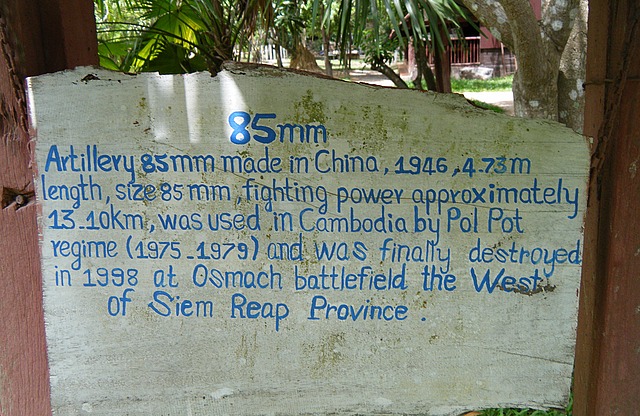 85mm
Artillery 85mm made in China, 1946, 4.73m
length, size 85 mm, fighting power approximately
13.10km, was used in Cambodia by Pol Pot
regime (1975_1979) and was finally destroyed
in 1998 at Osmach battlefield the West
of Siem Reap Province .